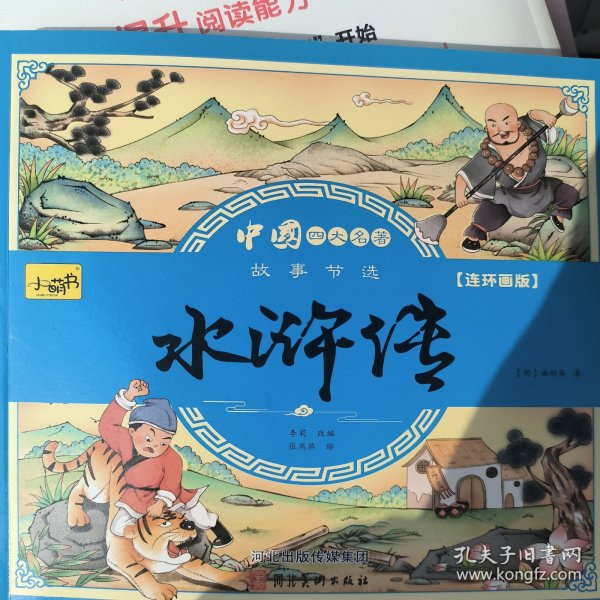 提升 阅读能力
开始
中國四大名著
故事节选
【连环画版】
小萌书
水浒传
【明】施耐庵 著
李莉 改编
张燕燕 绘
河北出版传媒集团
河北美術出版社
孔夫子旧书网
www.kongfz.com